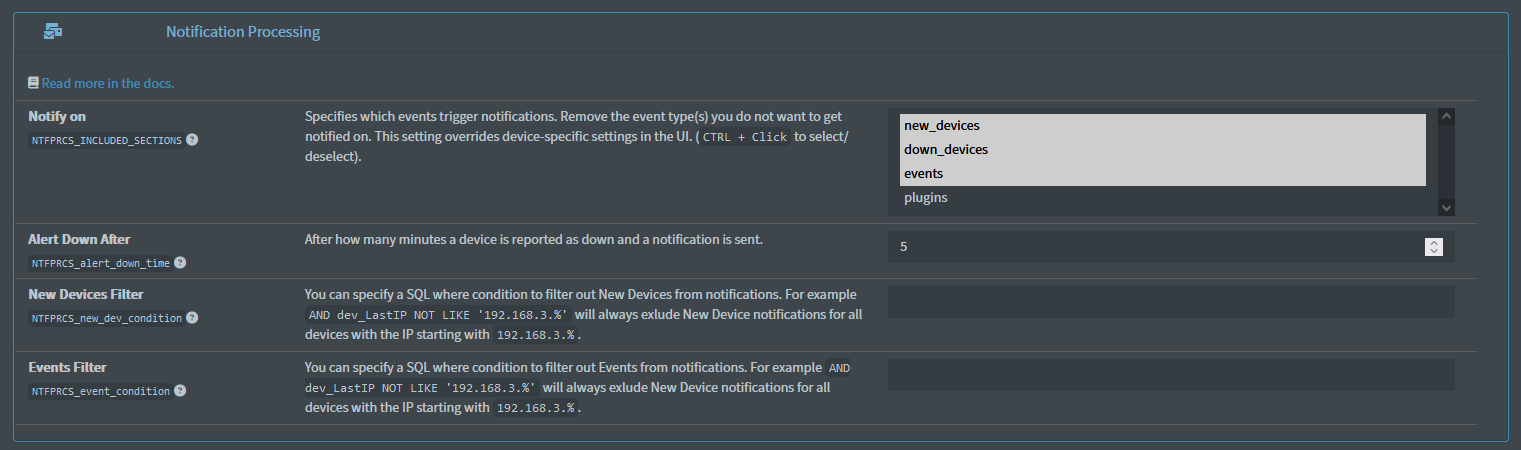 Notification Processing
Read more in the docs.
Notify on
NTFPRCS_INCLUDED_SECTIONS ?
Specifies which events trigger notifications. Remove the event type(s) you do not want to get
notified on. This setting overrides device-specific settings in the UI. ( CTRL + Click to select/
deselect).
new_devices
down_devices
events
plugins
Alert Down After
NTFPRCS_alert_down_time ?
After how many minutes a device is reported as down and a notification is sent.
5
New Devices Filter
NTFPRCS_new_dev_condition ?
You can specify a SQL where condition to filter out New Devices from notifications. For example
AND dev_LastIP NOT LIKE '192.168.3.%' will always exlude New Device notifications for all
devices with the IP starting with 192.168.3.% .
Events Filter
NTFPRCS_event_condition ?
You can specify a SQL where condition to filter out Events from notifications. For example AND
dev_LastIP NOT LIKE '192.168.3.%' will always exlude New Device notifications for all
devices with the IP starting with 192.168.3.% .